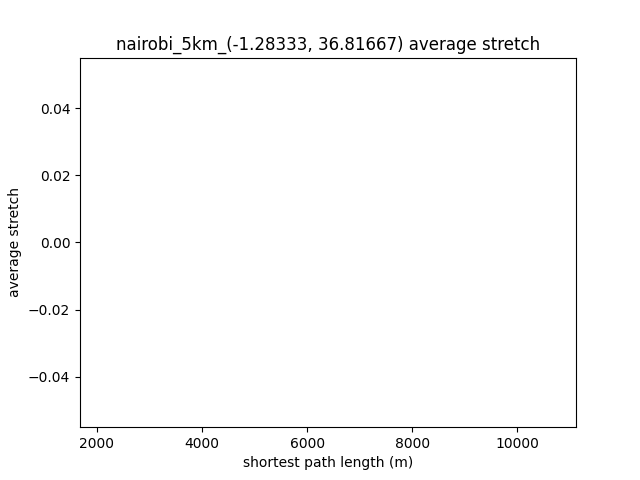 nairobi_5km_(-1.28333, 36.81667) average stretch
0.04
0.02
0.00
−0.02
−0.04
average stretch
2000 4000 6000 8000 10000
shortest path length (m)